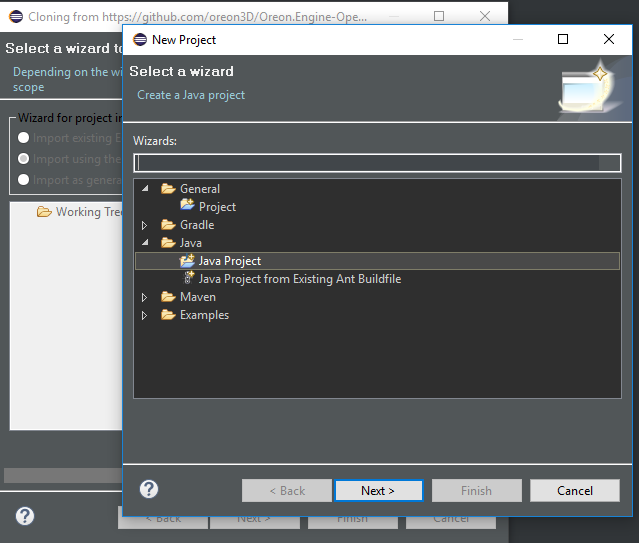 Cloning from https://github.com/oreon3D/Oreon.Engine-Ope...
Select a wizard to
Depending on the wi
scope
Wizard for project in
Import existing E
Import using the
Import as genera
Working Tree
< Back
Next >
Finish
Cancel
New Project
Select a wizard
Create a Java project
Wizards:
General
Project
Gradle
Java
Java Project
Java Project from Existing Ant Buildfile
Maven
Examples
?
< Back
Next >
Finish
Cancel
?